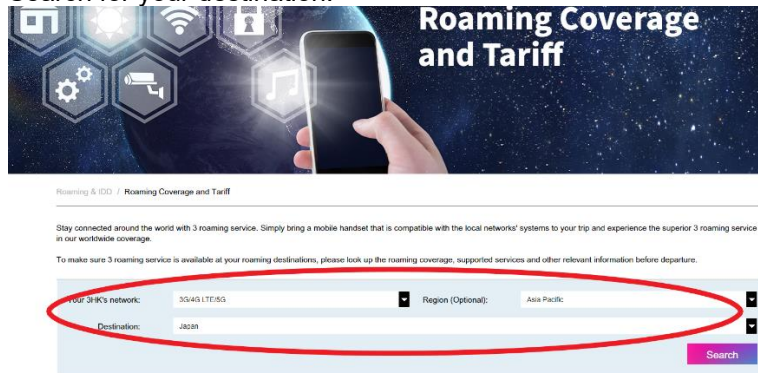 Search for your destination.
Roaming Coverage
and Tariff
Roaming & IDD / Roaming Coverage and Tariff
Stay connected around the world with 3 roaming service. Simply bring a mobile handset that is compatible with the local networks' systems to your trip and experience the superior 3 roaming service
in our worldwide coverage.
To make sure 3 roaming service is available at your roaming destinations, please look up the roaming coverage, supported services and other relevant information before departure.
Your 3HK's network: 3G/4G LTE/5G Region (Optional): Asia Pacific
Destination: Japan
Search